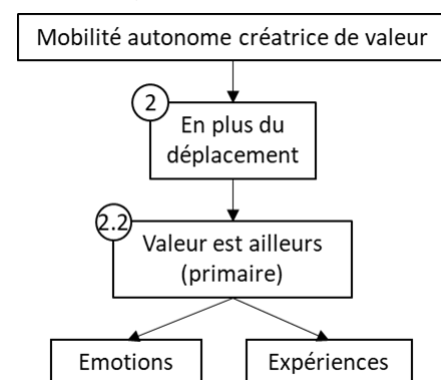 Mobilité autonome créatrice de valeur
2
En plus du
déplacement
2.2
Valeur est ailleurs
(primaire)
Emotions
Expériences